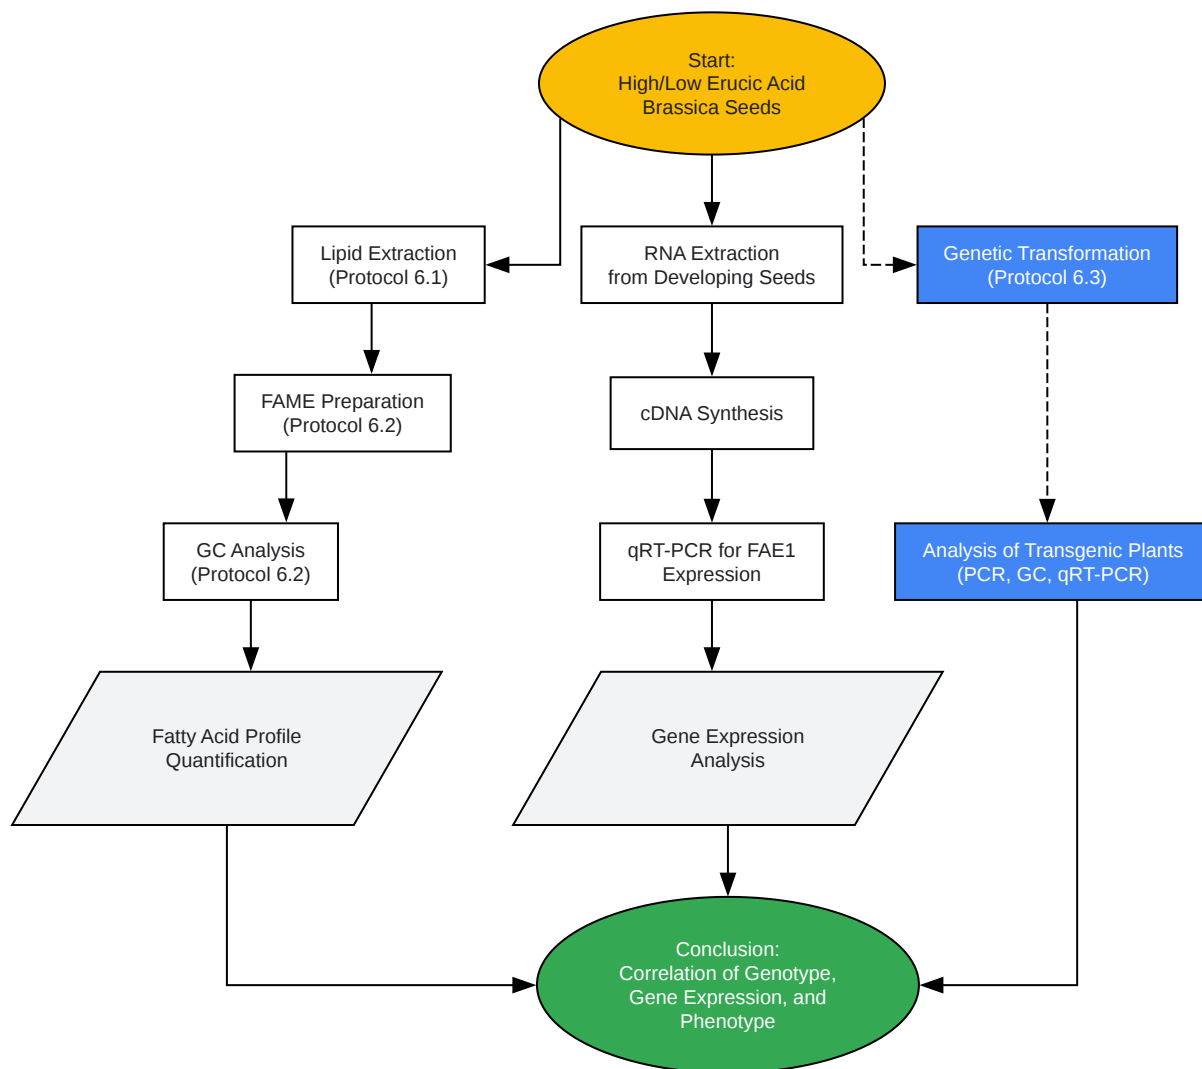 Start:
High/Low Erucic Acid
Brassica Seeds
Lipid Extraction
(Protocol 6.1)
RNA Extraction
from Developing Seeds
Genetic Transformation
(Protocol 6.3)
FAME Preparation
(Protocol 6.2)
cDNA Synthesis
GC Analysis
(Protocol 6.2)
qRT-PCR for FAE1
Expression
Analysis of Transgenic Plants
(PCR, GC, qRT-PCR)
Fatty Acid Profile
Quantification
Gene Expression
Analysis
Conclusion:
Correlation of Genotype,
Gene Expression, and
Phenotype